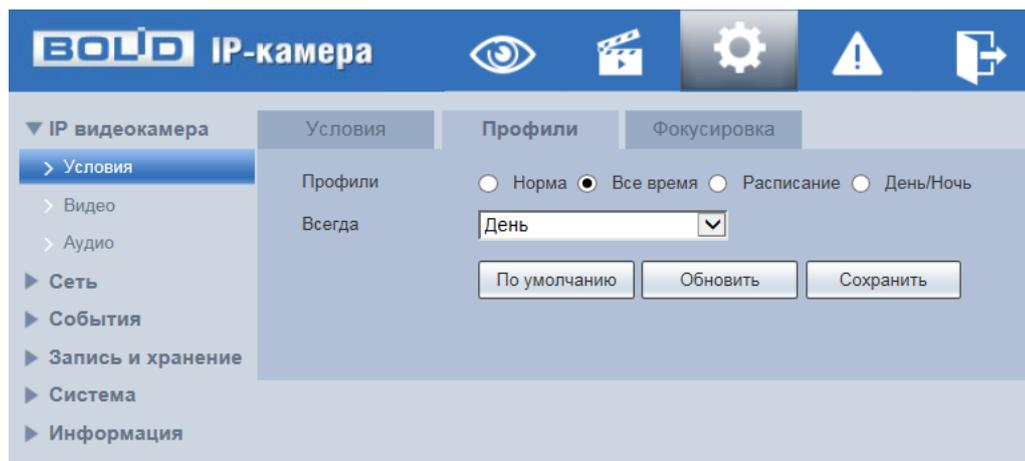 BOLID IP-камера
IP видеокамера
Условия
Видео
Аудио
Сеть
События
Запись и хранение
Система
Информация
Условия Профили Фокусировка
Профили Норма Все время Расписание День/Ночь
Всегда День
По умолчанию Обновить Сохранить